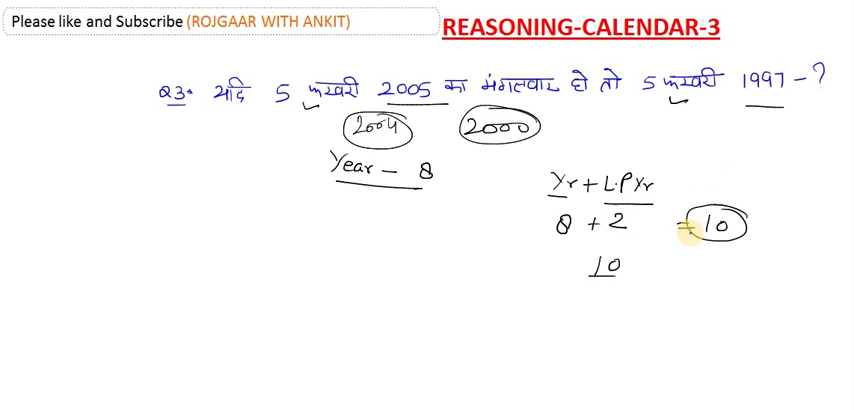 Please like and Subscribe (ROJGAAR WITH ANKIT)
REASONING-CALENDAR-3
Q3. यदि 5 फरवरी 2005 का मंगलवार हो तो 5 फरवरी 1997 - ?
2004 2000
Year - 8
Yr + L.P Yr
8 + 2 = 10
10